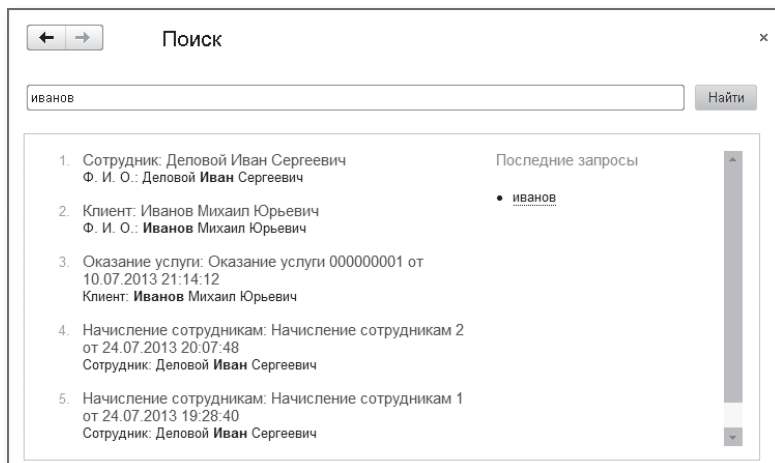 Поиск
×
иванов
Найти
1. Сотрудник: Деловой Иван Сергеевич
Ф. И. О.: Деловой Иван Сергеевич
2. Клиент: Иванов Михаил Юрьевич
Ф. И. О.: Иванов Михаил Юрьевич
3. Оказание услуги: Оказание услуги 000000001 от
10.07.2013 21:14:12
Клиент: Иванов Михаил Юрьевич
4. Начисление сотрудникам: Начисление сотрудникам 2
от 24.07.2013 20:07:48
Сотрудник: Деловой Иван Сергеевич
5. Начисление сотрудникам: Начисление сотрудникам 1
от 24.07.2013 19:28:40
Сотрудник: Деловой Иван Сергеевич
Последние запросы
• иванов